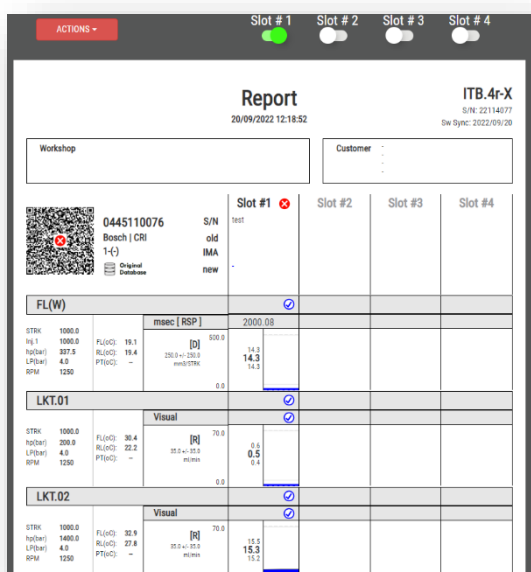 ACTIONS
Slot # 1 Slot # 2 Slot # 3 Slot # 4
Report
20/09/2022 12:18:52
ITB.4r-X
S/N: 22114077
Sw Sync: 2022/09/20
Workshop
Customer
Slot #1 Slot #2 Slot #3 Slot #4
0445110076 S/N test
Bosch | CRI old
1-(-) IMA
Original Database new -
FL(W)
msec [ RSP ] 2000.08
STRK 1000.0
Inj.1 1000.0
hp(bar) 337.5
LP(bar) 4.0
RPM 1250
FL(oC): 19.1
RL(oC): 19.4
PT(oC): –
[D]
250.0 +/- 250.0
mm3/STRK
500.0
0.0
14.3
14.3
14.3
LKT.01
Visual
STRK 1000.0
hp(bar) 200.0
LP(bar) 4.0
RPM 1250
FL(oC): 30.4
RL(oC): 22.2
PT(oC): –
[R]
35.0 +/- 35.0
ml/min
70.0
0.0
0.6
0.5
0.4
LKT.02
Visual
STRK 1000.0
hp(bar) 1400.0
LP(bar) 4.0
RPM 1250
FL(oC): 32.9
RL(oC): 27.8
PT(oC): –
[R]
35.0 +/- 35.0
ml/min
70.0
0.0
15.5
15.3
15.2